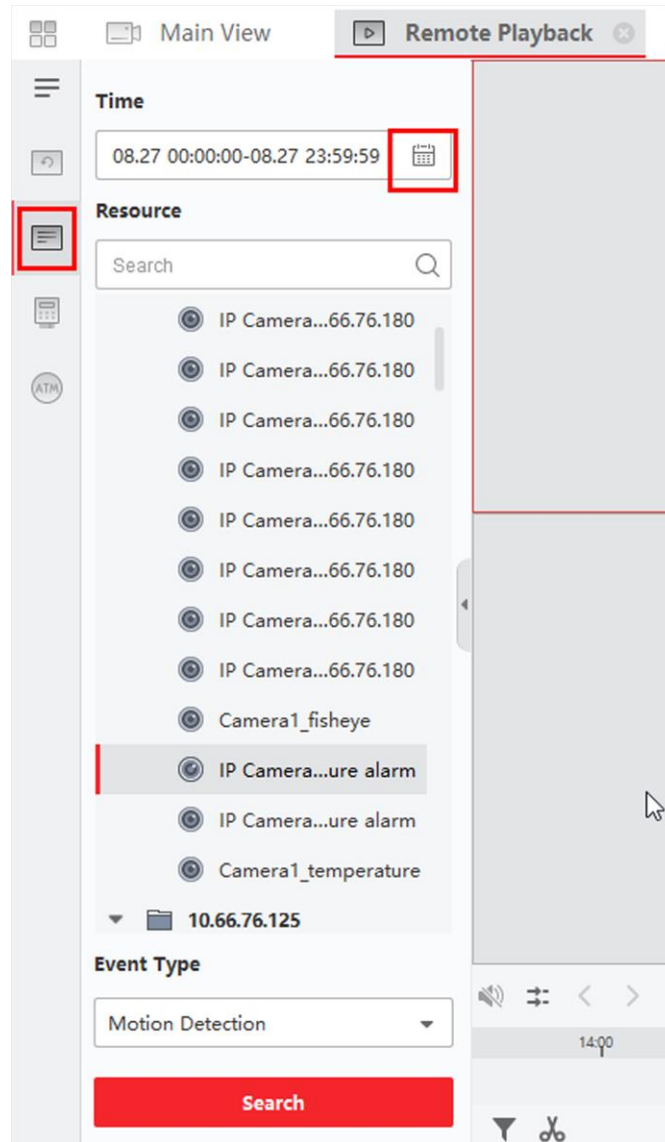 Main View
Remote Playback
Time
08.27 00:00:00-08.27 23:59:59
Resource
Search
IP Camera...66.76.180
IP Camera...66.76.180
IP Camera...66.76.180
IP Camera...66.76.180
IP Camera...66.76.180
IP Camera...66.76.180
IP Camera...66.76.180
IP Camera...66.76.180
Camera1_fisheye
IP Camera...ure alarm
IP Camera...ure alarm
Camera1_temperature
10.66.76.125
Event Type
Motion Detection
Search
14:00
ATM